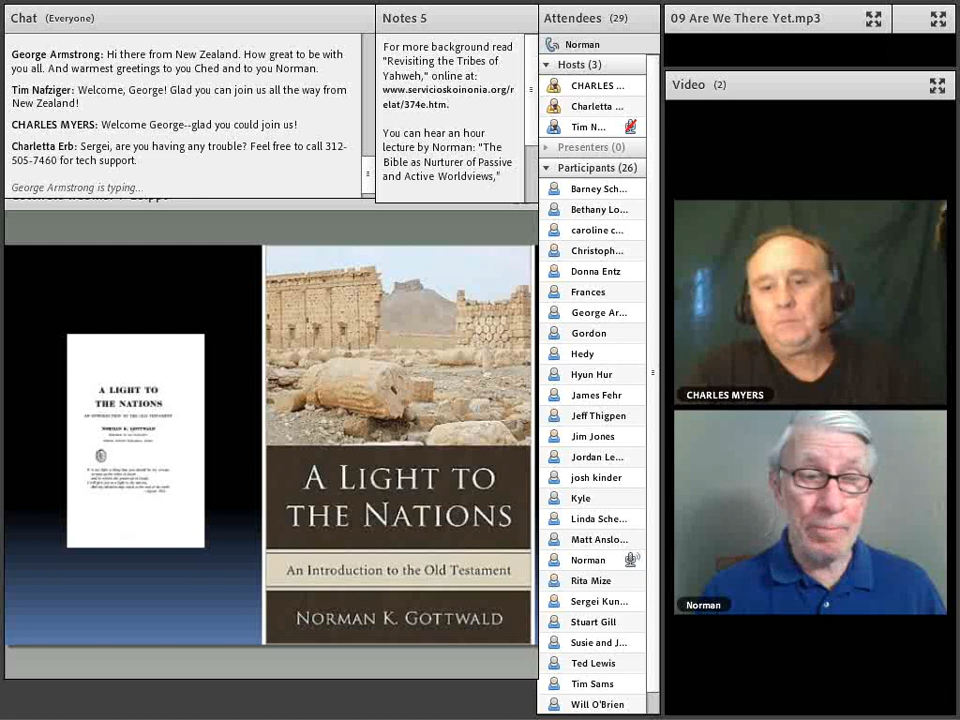 Chat (Everyone)
George Armstrong: Hi there from New Zealand. How great to be with
you all. And warmest greetings to you Ched and to you Norman.
Tim Nafziger: Welcome, George! Glad you can join us all the way from
New Zealand!
CHARLES MYERS: Welcome George--glad you could join us!
Charletta Erb: Sergei, are you having any trouble? Feel free to call 312-
505-7460 for tech support.
George Armstrong is typing...
Notes 5
For more background read
"Revisiting the Tribes of
Yahweh," online at:
www.servicioskoinonia.org/r
elat/374e.htm.
You can hear an hour
lecture by Norman: "The
Bible as Nurturer of Passive
and Active Worldviews,"
A LIGHT TO
THE NATIONS
AN INTRODUCTION TO THE OLD TESTAMENT
NORMAN K. GOTTWALD
A LIGHT TO
THE NATIONS
An Introduction to the Old Testament
NORMAN K. GOTTWALD
Attendees (29)
Norman
Hosts (3)
CHARLES ...
Charletta ...
Tim N...
Presenters (0)
Participants (26)
Barney Sch...
Bethany Lo...
caroline c...
Christoph...
Donna Entz
Frances
George Ar...
Gordon
Hedy
Hyun Hur
James Fehr
Jeff Thigpen
Jim Jones
Jordan Le...
josh kinder
Kyle
Linda Sche...
Matt Anslo...
Norman
Rita Mize
Sergei Kun...
Stuart Gill
Susie and J...
Ted Lewis
Tim Sams
Will O'Brien
09 Are We There Yet.mp3
Video (2)
CHARLES MYERS
Norman